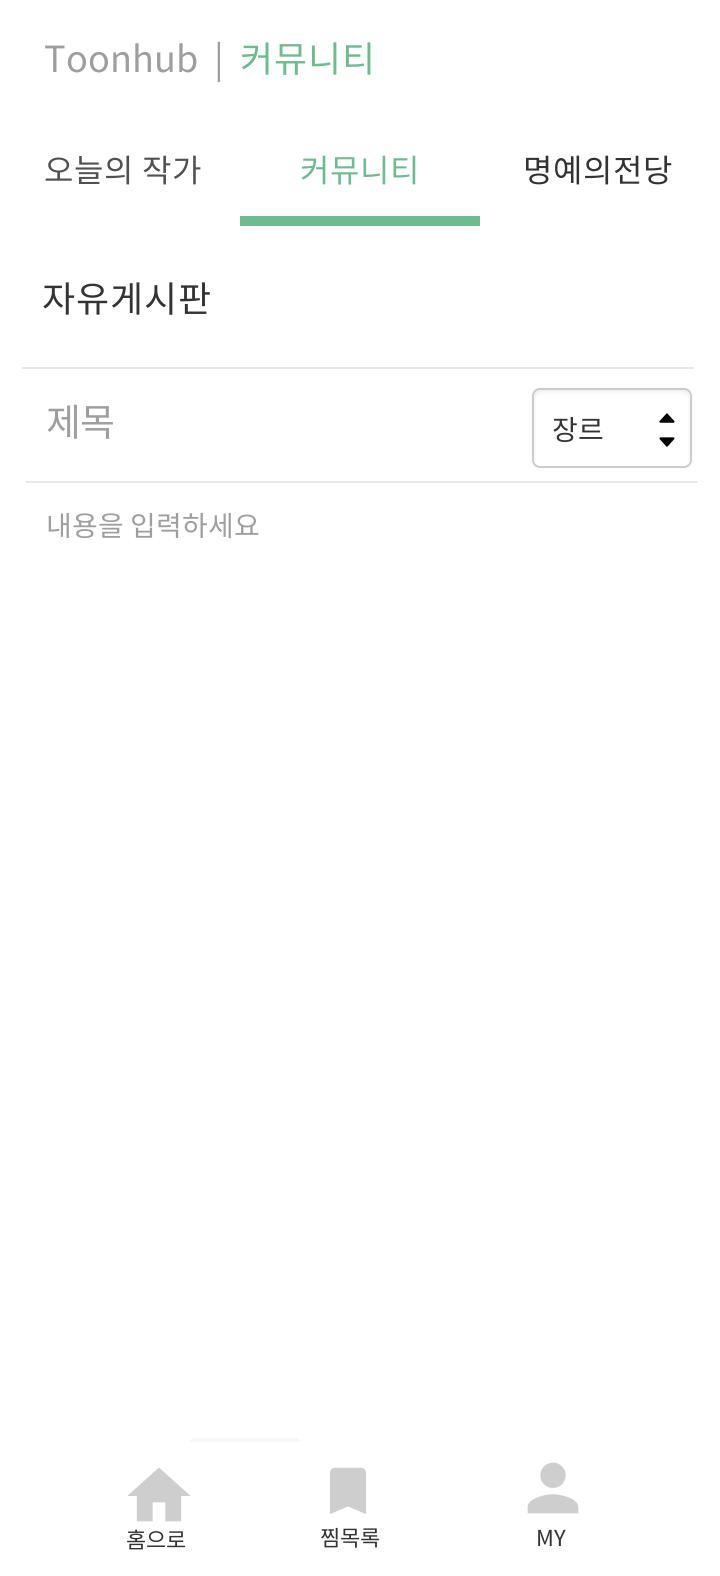 Toonhub | 커뮤니티
오늘의 작가 커뮤니티 명예의전당
자유게시판
제목 장르
내용을 입력하세요
홈으로 찜목록 MY